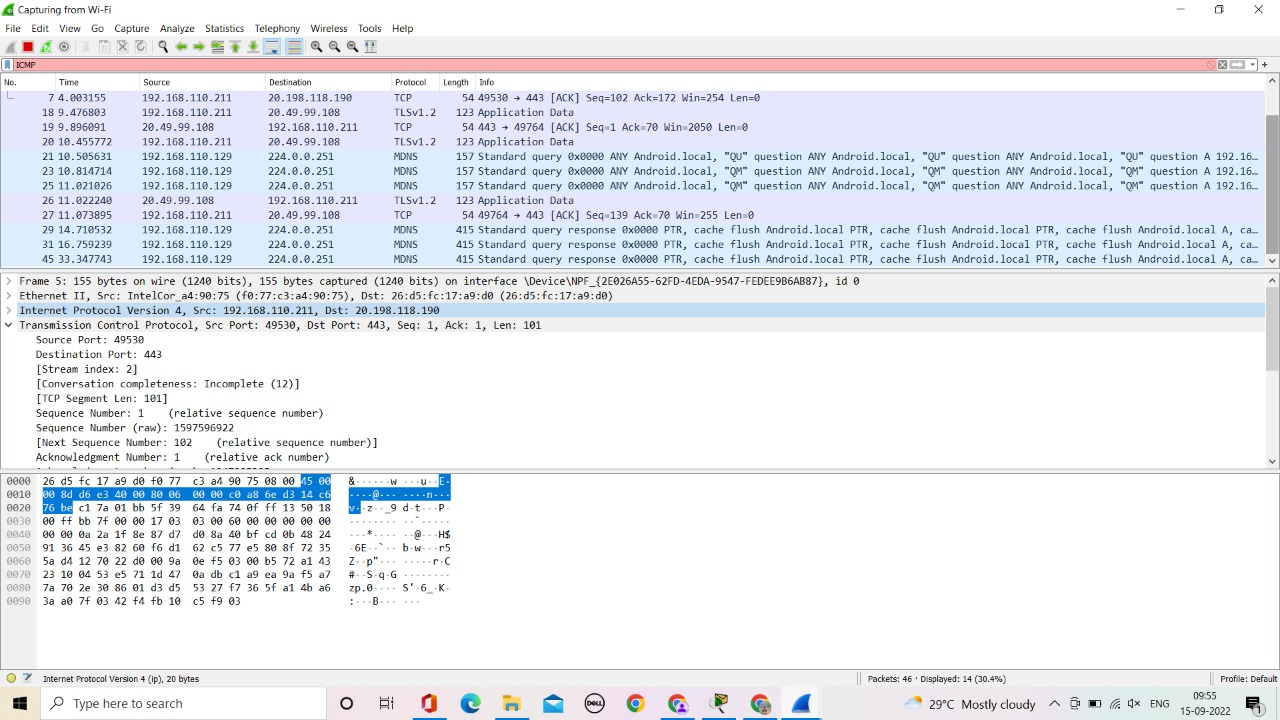 Capturing from Wi-Fi
File Edit View Go Capture Analyze Statistics Telephony Wireless Tools Help
ICMP
No. Time Source Destination Protocol Length Info
7 4.003155 192.168.110.211 20.198.118.190 TCP 54 49530 → 443 [ACK] Seq=102 Ack=172 Win=254 Len=0
18 9.476803 192.168.110.211 20.49.99.108 TLSv1.2 123 Application Data
19 9.896091 20.49.99.108 192.168.110.211 TCP 54 443 → 49764 [ACK] Seq=1 Ack=70 Win=2050 Len=0
20 10.455772 192.168.110.211 20.49.99.108 TLSv1.2 123 Application Data
21 10.505631 192.168.110.129 224.0.0.251 MDNS 157 Standard query 0x0000 ANY Android.local, "QU" question ANY Android.local, "QU" question ANY Android.local, "QU" question A 192.16…
23 10.814714 192.168.110.129 224.0.0.251 MDNS 157 Standard query 0x0000 ANY Android.local, "QM" question ANY Android.local, "QM" question ANY Android.local, "QM" question A 192.16…
25 11.021026 192.168.110.129 224.0.0.251 MDNS 157 Standard query 0x0000 ANY Android.local, "QM" question ANY Android.local, "QM" question ANY Android.local, "QM" question A 192.16…
26 11.022240 20.49.99.108 192.168.110.211 TLSv1.2 123 Application Data
27 11.073895 192.168.110.211 20.49.99.108 TCP 54 49764 → 443 [ACK] Seq=139 Ack=70 Win=255 Len=0
29 14.710532 192.168.110.129 224.0.0.251 MDNS 415 Standard query response 0x0000 PTR, cache flush Android.local PTR, cache flush Android.local PTR, cache flush Android.local A, ca…
31 16.759239 192.168.110.129 224.0.0.251 MDNS 415 Standard query response 0x0000 PTR, cache flush Android.local PTR, cache flush Android.local PTR, cache flush Android.local A, ca…
45 33.347743 192.168.110.129 224.0.0.251 MDNS 415 Standard query response 0x0000 PTR, cache flush Android.local PTR, cache flush Android.local PTR, cache flush Android.local A, ca…
Frame 5: 155 bytes on wire (1240 bits), 155 bytes captured (1240 bits) on interface \Device\NPF_{2E026A55-62FD-4EDA-9547-FEDEE9B6AB87}, id 0
Ethernet II, Src: IntelCor_a4:90:75 (f0:77:c3:a4:90:75), Dst: 26:d5:fc:17:a9:d0 (26:d5:fc:17:a9:d0)
Internet Protocol Version 4, Src: 192.168.110.211, Dst: 20.198.118.190
Transmission Control Protocol, Src Port: 49530, Dst Port: 443, Seq: 1, Ack: 1, Len: 101
Source Port: 49530
Destination Port: 443
[Stream index: 2]
[Conversation completeness: Incomplete (12)]
[TCP Segment Len: 101]
Sequence Number: 1 (relative sequence number)
Sequence Number (raw): 1597596922
[Next Sequence Number: 102 (relative sequence number)]
Acknowledgment Number: 1 (relative ack number)
0000 26 d5 fc 17 a9 d0 f0 77 c3 a4 90 75 08 00 45 00 &······w ···u··E·
0010 00 8d d6 e3 40 00 80 06 00 00 c0 a8 6e d3 14 c6 ····@··· ····n···
0020 76 be c1 7a 01 bb 5f 39 64 fa 74 0f ff 13 50 18 v··z··_9 d·t···P·
0030 00 ff bb 7f 00 00 17 03 03 00 60 00 00 00 00 00 ········ ··`·····
0040 00 00 0a 2a 1f 8e 87 d7 d0 8a 40 bf cd 0b 48 24 ···*···· ··@···H$
0050 91 36 45 e3 82 60 f6 d1 62 c5 77 e5 80 8f 72 35 ·6E··`·· b·w···r5
0060 5a d4 12 70 22 d0 00 9a 0e f5 03 00 b5 72 a1 43 Z··p"··· ·····r·C
0070 23 10 04 53 e5 71 1d 47 0a db c1 a9 ea 9a f5 a7 #··S·q·G ········
0080 7a 70 2e 30 86 01 d3 d5 53 27 f7 36 5f a1 4b a6 zp.0···· S'·6_·K·
0090 3a a0 7f 03 42 f4 fb 10 c5 f9 03 :···B··· ···
Internet Protocol Version 4 (ip), 20 bytes Packets: 46 · Displayed: 14 (30.4%) Profile: Default
Type here to search DELL 29°C Mostly cloudy ENG 09:55
15-09-2022 1